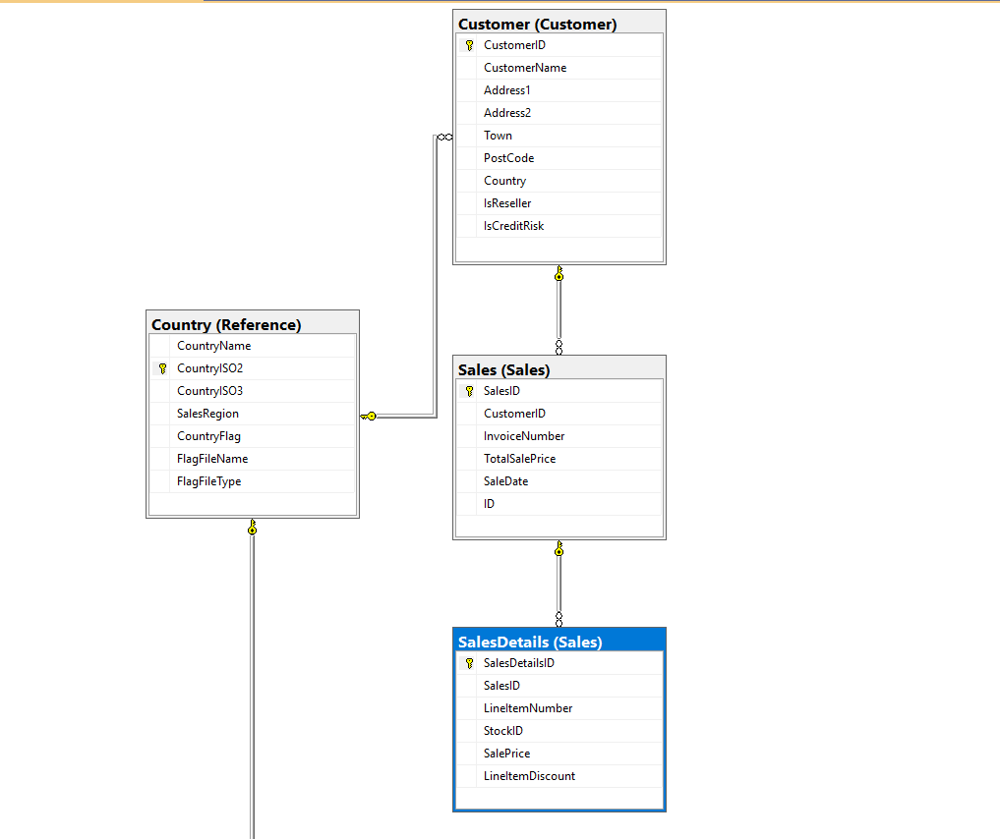 Customer (Customer)
CustomerID
CustomerName
Address1
Address2
Town
PostCode
Country
IsReseller
IsCreditRisk
Country (Reference)
CountryName
CountryISO2
CountryISO3
SalesRegion
CountryFlag
FlagFileName
FlagFileType
Sales (Sales)
SalesID
CustomerID
InvoiceNumber
TotalSalePrice
SaleDate
ID
SalesDetails (Sales)
SalesDetailsID
SalesID
LineItemNumber
StockID
SalePrice
LineItemDiscount